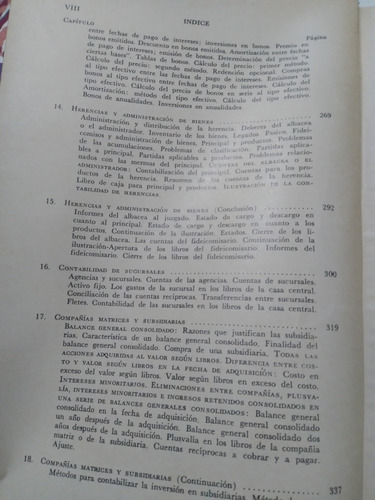 VIII INDICE
CAPÍTULO Página
entre fechas de pago de intereses; inversiones en bonos. Premio en
bonos emitidos. Descuento en bonos emitidos. Amortización entre fechas
de pago de intereses; emisión de bonos. Determinación del precio "a
ciertas bases". Tablas de bonos. Cálculo del precio: primer método.
Cálculo del precio: segundo método. Redención opcional. Compras
al tipo efectivo entre las fechas de pago de intereses. Emisiones de
bonos al tipo efectivo. Cálculo del precio de bonos en serie al tipo efectivo.
Amortización: método del tipo efectivo. Cálculo del tipo efectivo.
Bonos de anualidades. Inversiones en anualidades
14. HERENCIAS Y ADMINISTRACIÓN DE BIENES 269
Administración y distribución de la herencia. Deberes del albacea
o el administrador. Inventario de los bienes. Legados. Pasivo. Fidei-
comisos y administración de bienes. Principal y productos. Problemas
de las acumulaciones. Problemas de clasificación. Partidas aplicables
a principal. Partidas aplicables a productos. Problemas relacio-
nados con las mermas del principal. CUENTAS DEL ALBACEA O EL
ADMINISTRADOR: Contabilización del principal. Cuentas para los pro-
ductos de la herencia. Resumen de los cuentas de la herencia.
Libro de caja para principal y productos. ILUSTRACIÓN DE LA CON-
TABILIDAD DE HERENCIAS
15. HERENCIAS Y ADMINISTRACIÓN DE BIENES (Conclusión) 292
Informes del albacea al juzgado. Estado de cargo y descargo en
cuanto al principal. Estado de cargo y descargo en cuanto a los
productos. Continuación de la ilustración. Estados. Cierre de los li-
bros del albacea. Las cuentas del fideicomisario. Continuación de la
ilustración-Apertura de los libros del fideicomisario. Informes del
fideicomisario. Cierre de los libros del fideicomisario.
16. CONTABILIDAD DE SUCURSALES 300
Agencias y sucursales. Cuentas de las agencias. Cuentas de sucursales.
Activo fijo. Los gastos de la sucursal en los libros de la casa central.
Conciliación de las cuentas recíprocas. Transferencias entre sucursales.
Fletes. Contabilidad de las sucursales en los libros de la casa central.
17. COMPAÑÍAS MATRICES Y SUBSIDIARIAS 319
BALANCE GENERAL CONSOLIDADO: Razones que justifican las subsidia-
rias. Característica de un balance general consolidado. Finalidad del
balance general consolidado. Compra de una subsidiaria. TODAS LAS
ACCIONES ADQUIRIDAS AL VALOR SEGÚN LIBROS. DIFERENCIA ENTRE COS-
TO Y VALOR SEGÚN LIBROS EN LA FECHA DE ADQUISICIÓN: Costo en
exceso del valor según libros. Valor según libros en exceso del costo.
INTERESES MINORITARIOS. ELIMINACIONES ENTRE COMPAÑÍAS, PLUSVA-
LÍA, INTERESES MINORITARIOS E INGRESOS RETENIDOS CONSOLIDADOS EN
UNA SERIE DE BALANCES GENERALES CONSOLIDADOS: Balance general
consolidado en la fecha de adquisición. Balance general consolidado
un año después de la adquisición. Balance general consolidado dos
años después de la adquisición. Plusvalía en los libros de la compañía
matriz o de la subsidiaria. Cuentas recíprocas a cobrar y a pagar.
Ajuste.
18. COMPAÑÍAS MATRICES Y SUBSIDIARIAS (Continuación) 337
Métodos para contabilizar la inversión en subsidiarias.